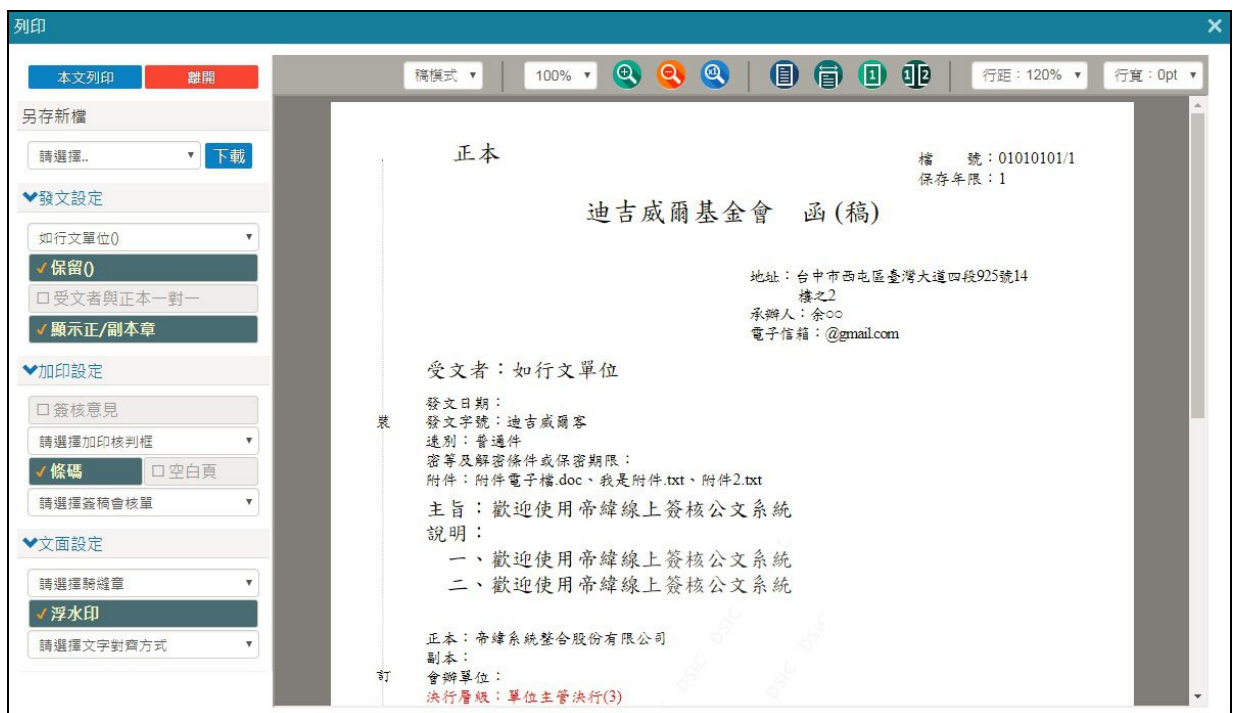 列印
本文列印 離開
另存新檔
請選擇.. 下載
發文設定
如行文單位()
保留()
受文者與正本一對一
顯示正/副本章
加印設定
簽核意見
請選擇加印核判框
條碼 空白頁
請選擇簽稿會核單
文面設定
請選擇騎縫章
浮水印
請選擇文字對齊方式
稿模式 100% 行距：120% 行寬：0pt
正本
檔 號：01010101/1
保存年限：1
迪吉威爾基金會 函(稿)
地址：台中市西屯區臺灣大道四段925號14
樓之2
承辦人：余○○
電子信箱：@gmail.com
受文者：如行文單位
發文日期：
裝
發文字號：迪吉威爾客
速別：普通件
密等及解密條件或保密期限：
附件：附件電子檔.doc、我是附件.txt、附件2.txt
主旨：歡迎使用帝緯線上簽核公文系統
說明：
一、歡迎使用帝緯線上簽核公文系統
二、歡迎使用帝緯線上簽核公文系統
DSIC DSIC
正本：帝緯系統整合股份有限公司
副本：
訂
會辦單位：
DSIC DSIC
決行層級：單位主管決行(3)